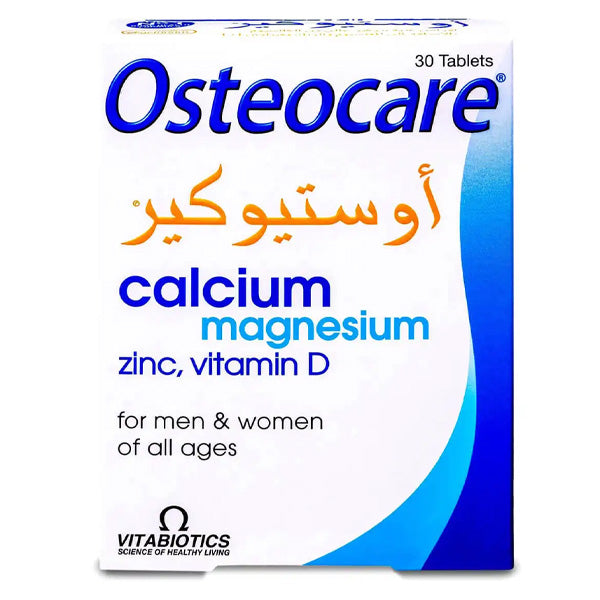 30 Tablets
Osteocare®
أوستيوكير®
calcium
magnesium
zinc, vitamin D
for men & women
of all ages
VITABIOTICS
SCIENCE OF HEALTHY LIVING